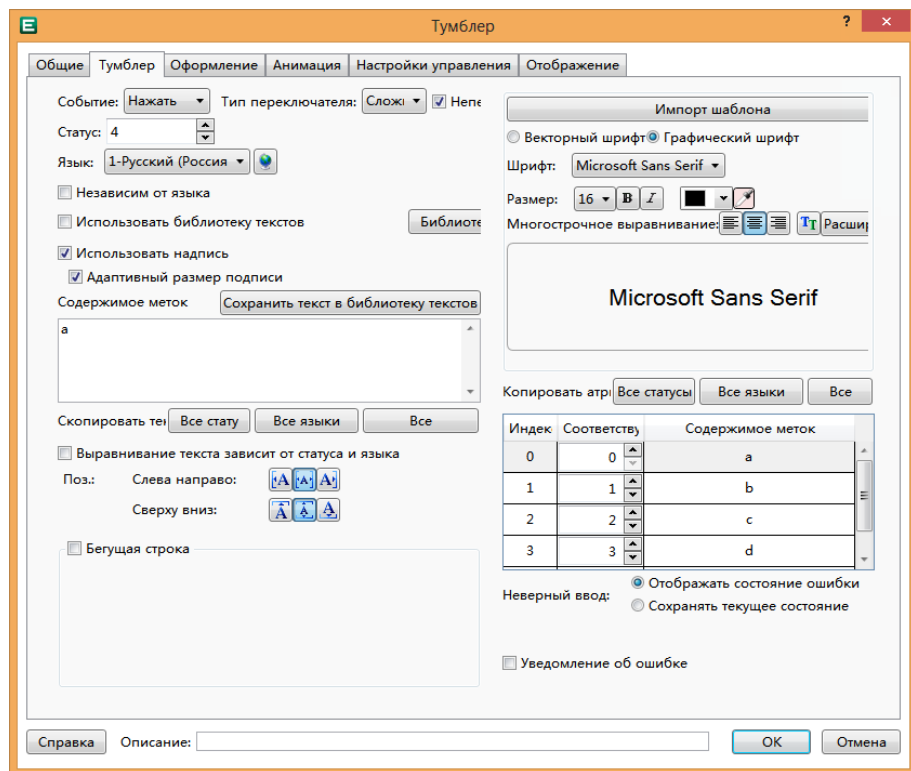 Тумблер
Общие Тумблер Оформление Анимация Настройки управления Отображение
Событие: Нажать Тип переключателя: Сложн Непе
Статус: 4
Язык: 1-Русский (Россия
Независим от языка
Использовать библиотеку текстов Библиоте
Использовать надпись
Адаптивный размер подписи
Содержимое меток Сохранить текст в библиотеку текстов
a
Скопировать те Все стату Все языки Все
Выравнивание текста зависит от статуса и языка
Поз.: Слева направо:
Сверху вниз:
Бегущая строка
Импорт шаблона
Векторный шрифт Графический шрифт
Шрифт: Microsoft Sans Serif
Размер: 16 B I
Многострочное выравнивание: Расши
Microsoft Sans Serif
Копировать атр Все статусы Все языки Все
Индек Соответству Содержимое меток
0 0 a
1 1 b
2 2 c
3 3 d
Неверный ввод:
Отображать состояние ошибки
Сохранять текущее состояние
Уведомление об ошибке
Справка Описание: OK Отмена